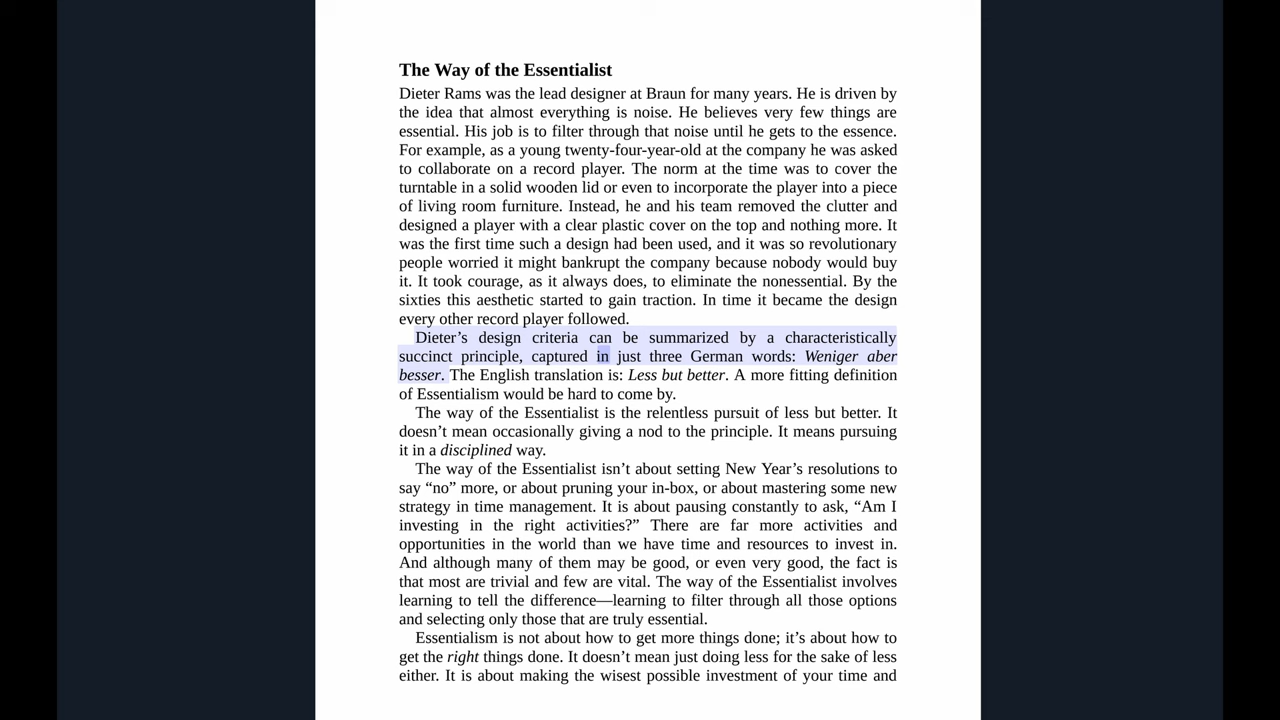 The Way of the Essentialist
Dieter Rams was the lead designer at Braun for many years. He is driven by
the idea that almost everything is noise. He believes very few things are
essential. His job is to filter through that noise until he gets to the essence.
For example, as a young twenty-four-year-old at the company he was asked
to collaborate on a record player. The norm at the time was to cover the
turntable in a solid wooden lid or even to incorporate the player into a piece
of living room furniture. Instead, he and his team removed the clutter and
designed a player with a clear plastic cover on the top and nothing more. It
was the first time such a design had been used, and it was so revolutionary
people worried it might bankrupt the company because nobody would buy
it. It took courage, as it always does, to eliminate the nonessential. By the
sixties this aesthetic started to gain traction. In time it became the design
every other record player followed.
Dieter’s design criteria can be summarized by a characteristically
succinct principle, captured in just three German words: Weniger aber
besser. The English translation is: Less but better. A more fitting definition
of Essentialism would be hard to come by.
The way of the Essentialist is the relentless pursuit of less but better. It
doesn’t mean occasionally giving a nod to the principle. It means pursuing
it in a disciplined way.
The way of the Essentialist isn’t about setting New Year’s resolutions to
say “no” more, or about pruning your in-box, or about mastering some new
strategy in time management. It is about pausing constantly to ask, “Am I
investing in the right activities?” There are far more activities and
opportunities in the world than we have time and resources to invest in.
And although many of them may be good, or even very good, the fact is
that most are trivial and few are vital. The way of the Essentialist involves
learning to tell the difference—learning to filter through all those options
and selecting only those that are truly essential.
Essentialism is not about how to get more things done; it’s about how to
get the right things done. It doesn’t mean just doing less for the sake of less
either. It is about making the wisest possible investment of your time and